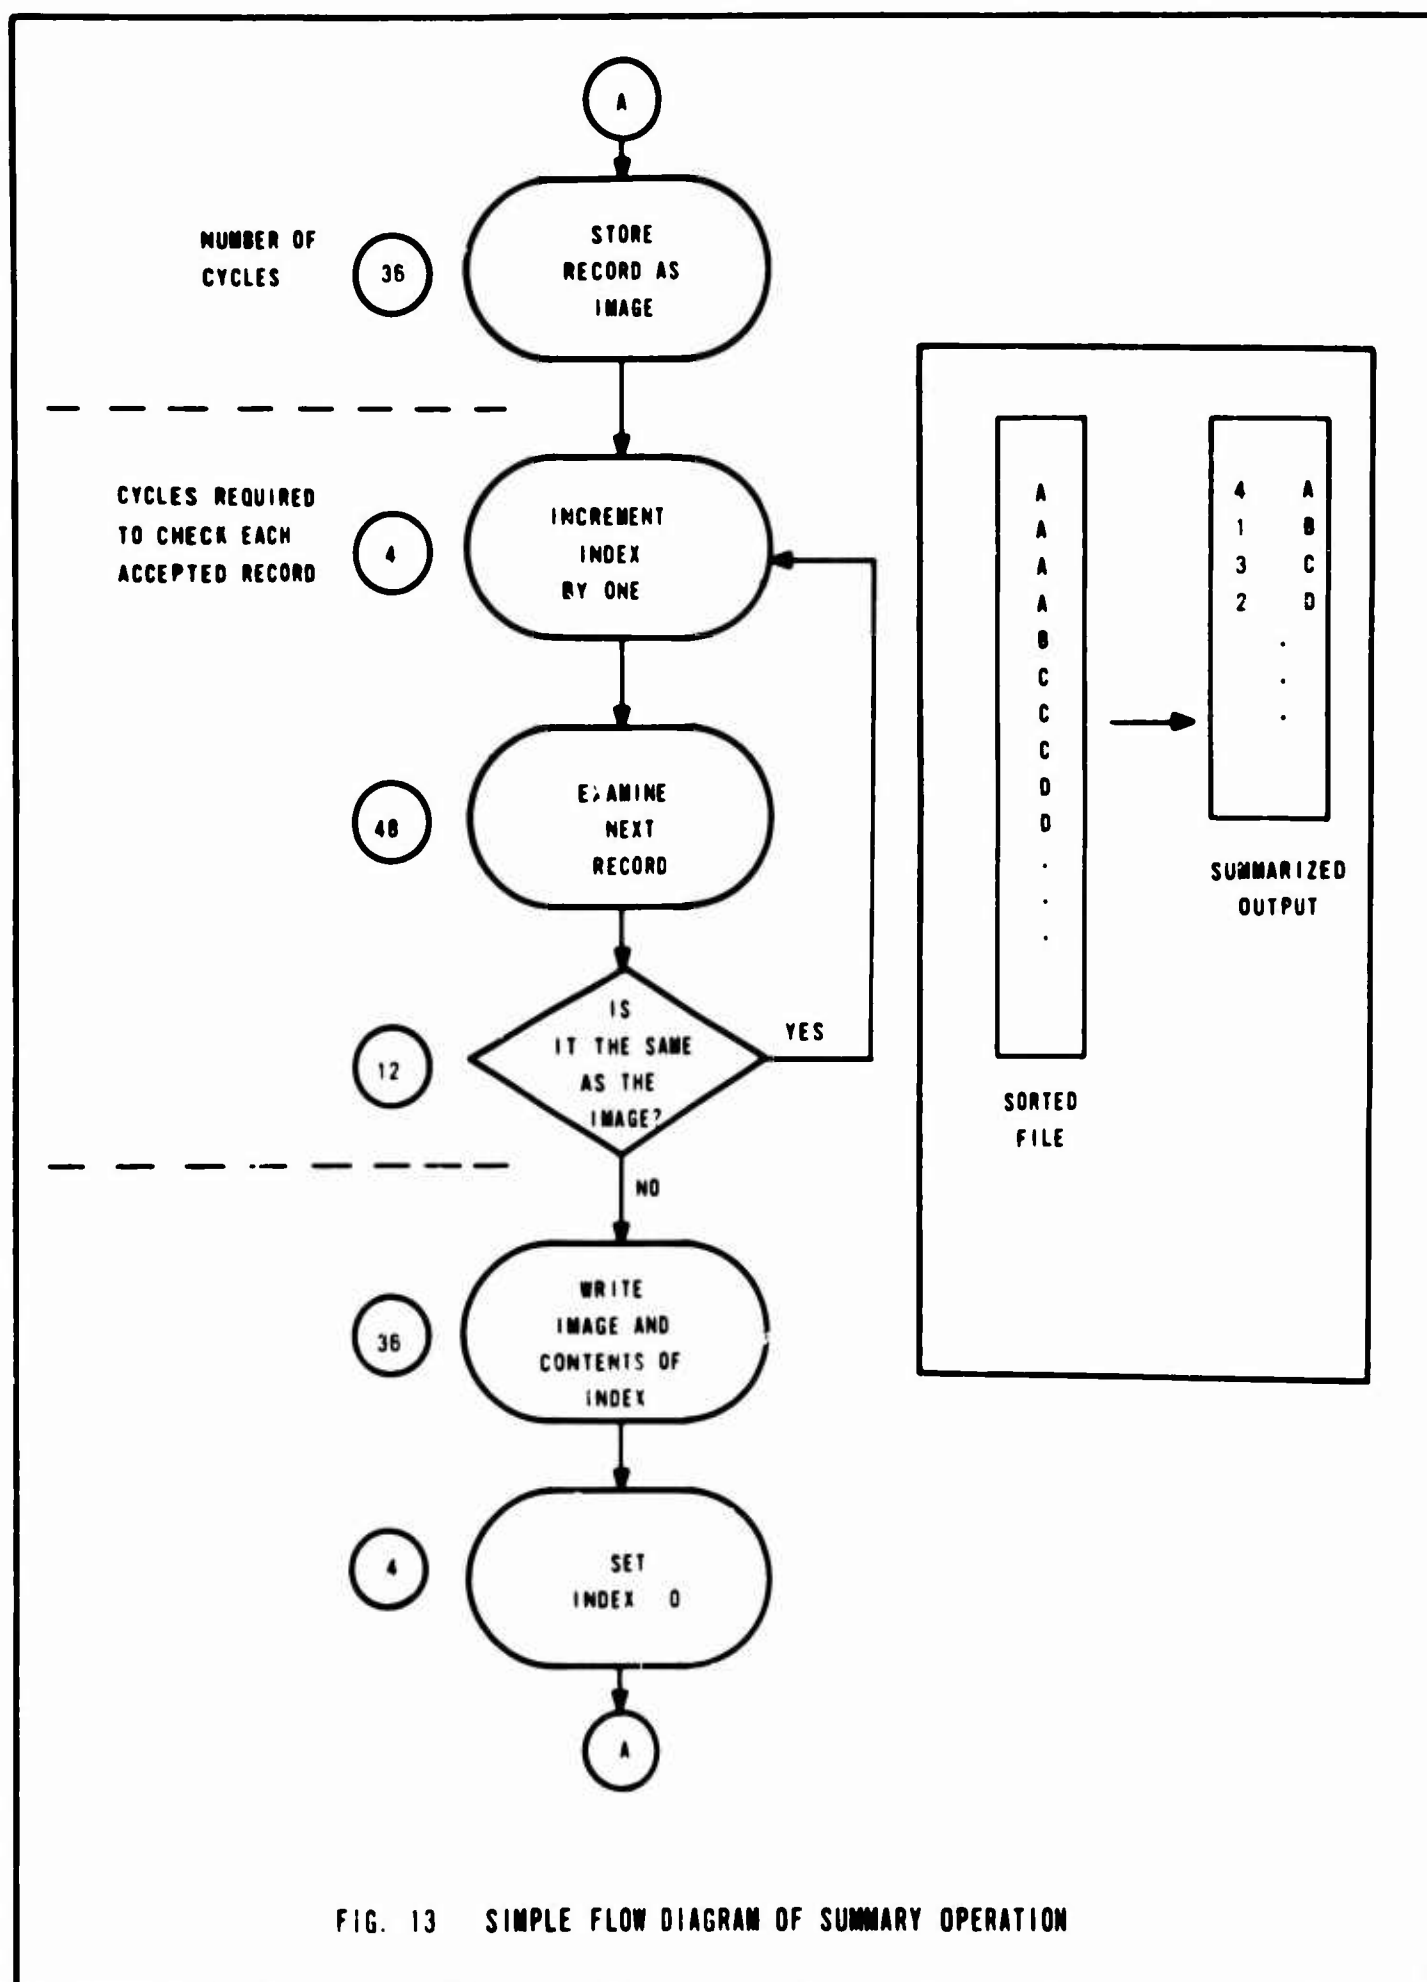 A
NUMBER OF
CYCLES
36
STORE
RECORD AS
IMAGE
CYCLES REQUIRED
TO CHECK EACH
ACCEPTED RECORD
4
INCREMENT
INDEX
BY ONE
48
EXAMINE
NEXT
RECORD
12
IS
IT THE SAME
AS THE
IMAGE?
YES
NO
36
WRITE
IMAGE AND
CONTENTS OF
INDEX
4
SET
INDEX 0
A
A
A
A
A
B
C
C
C
D
D
.
.
.
SORTED
FILE
4 A
1 B
3 C
2 D
.
.
.
SUMMARIZED
OUTPUT
FIG. 13 SIMPLE FLOW DIAGRAM OF SUMMARY OPERATION